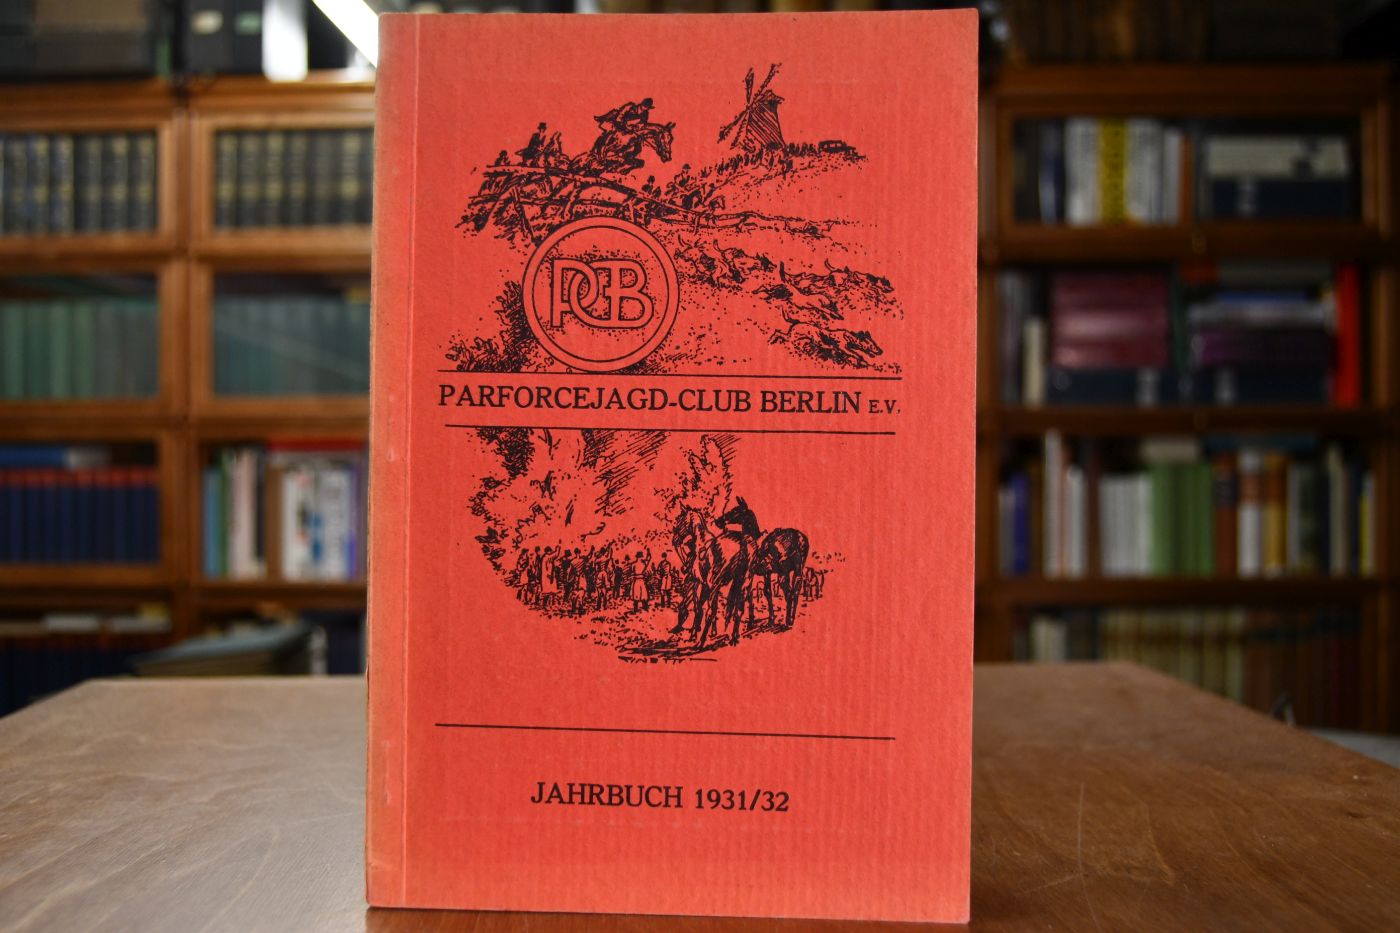 PCB
PARFORCEJAGD-CLUB BERLIN E.V.
JAHRBUCH 1931/32